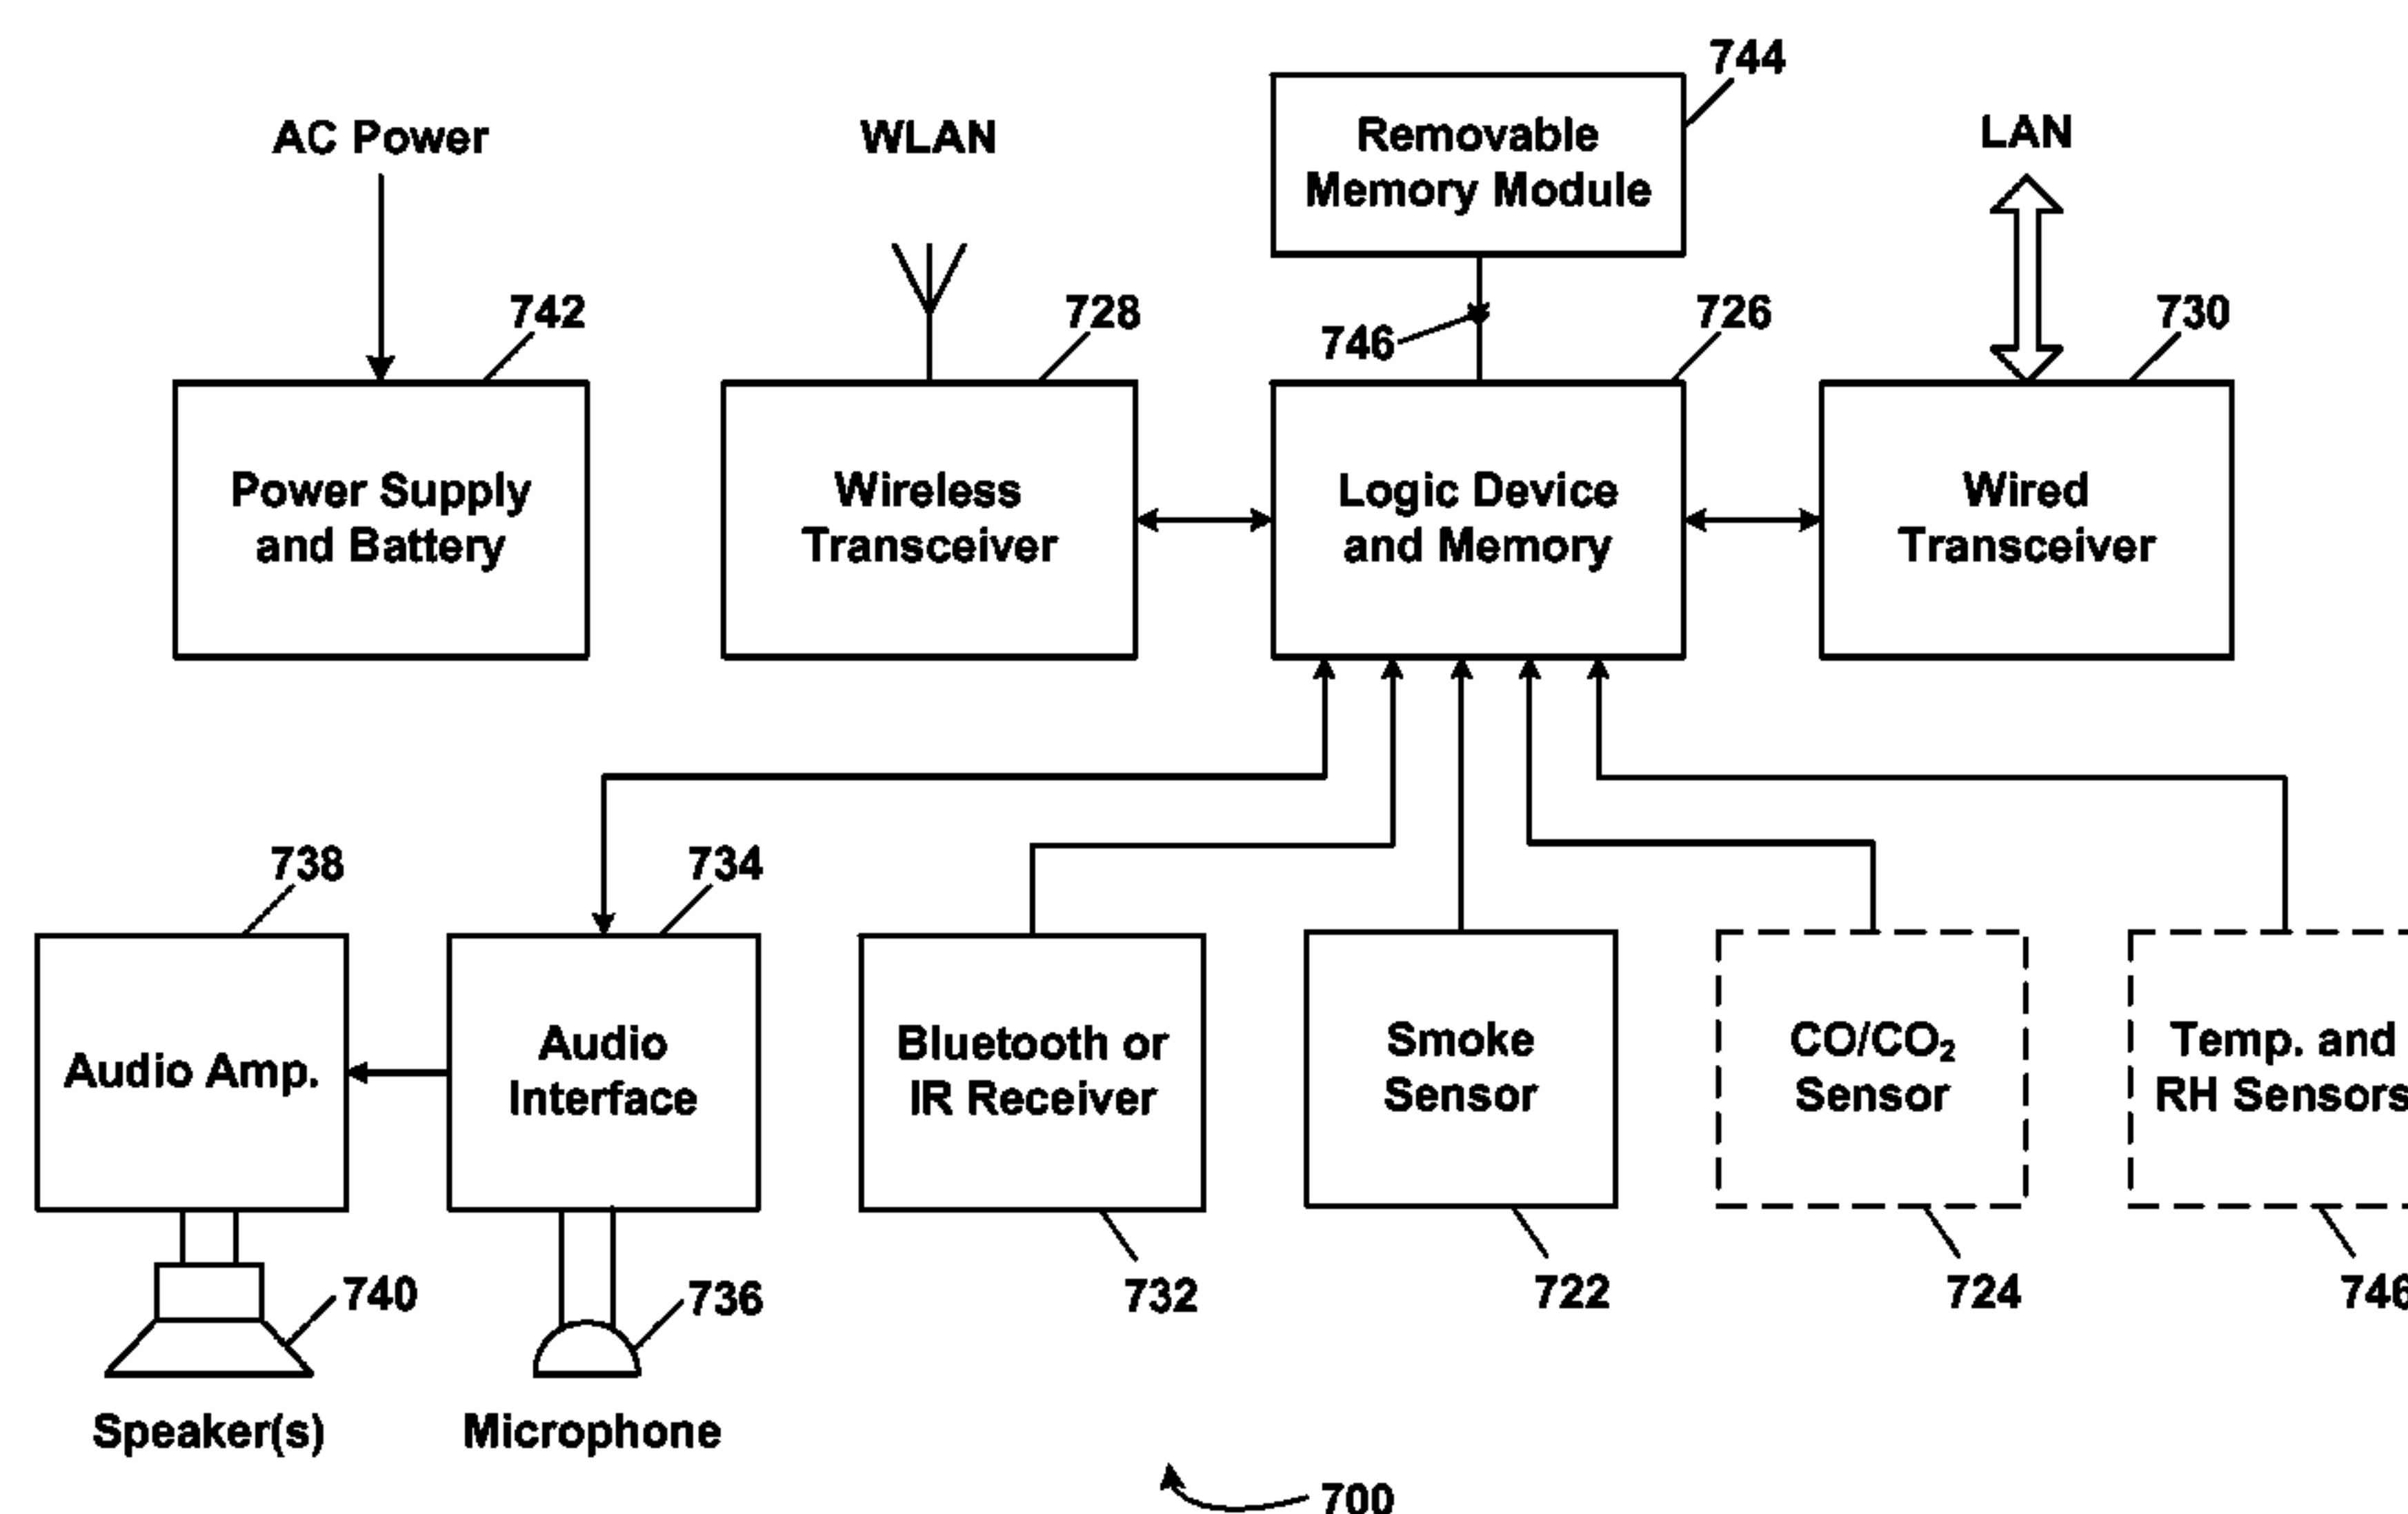 744
AC Power
WLAN
Removable
Memory Module
LAN
742
728
746
726
730
Power Supply
and Battery
Wireless
Transceiver
Logic Device
and Memory
Wired
Transceiver
738
734
Audio Amp.
Audio
Interface
Bluetooth or
IR Receiver
Smoke
Sensor
CO/CO₂
Sensor
Temp. and
RH Sensors
740
736
732
722
724
746
Speaker(s)
Microphone
700